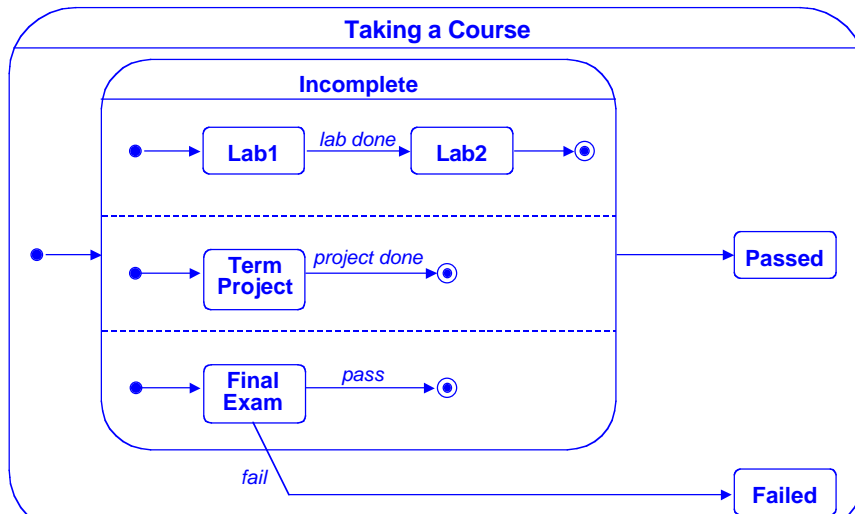 Taking a Course
Incomplete
Lab1
lab done
Lab2
Term
Project
project done
Passed
Final
Exam
pass
fail
Failed